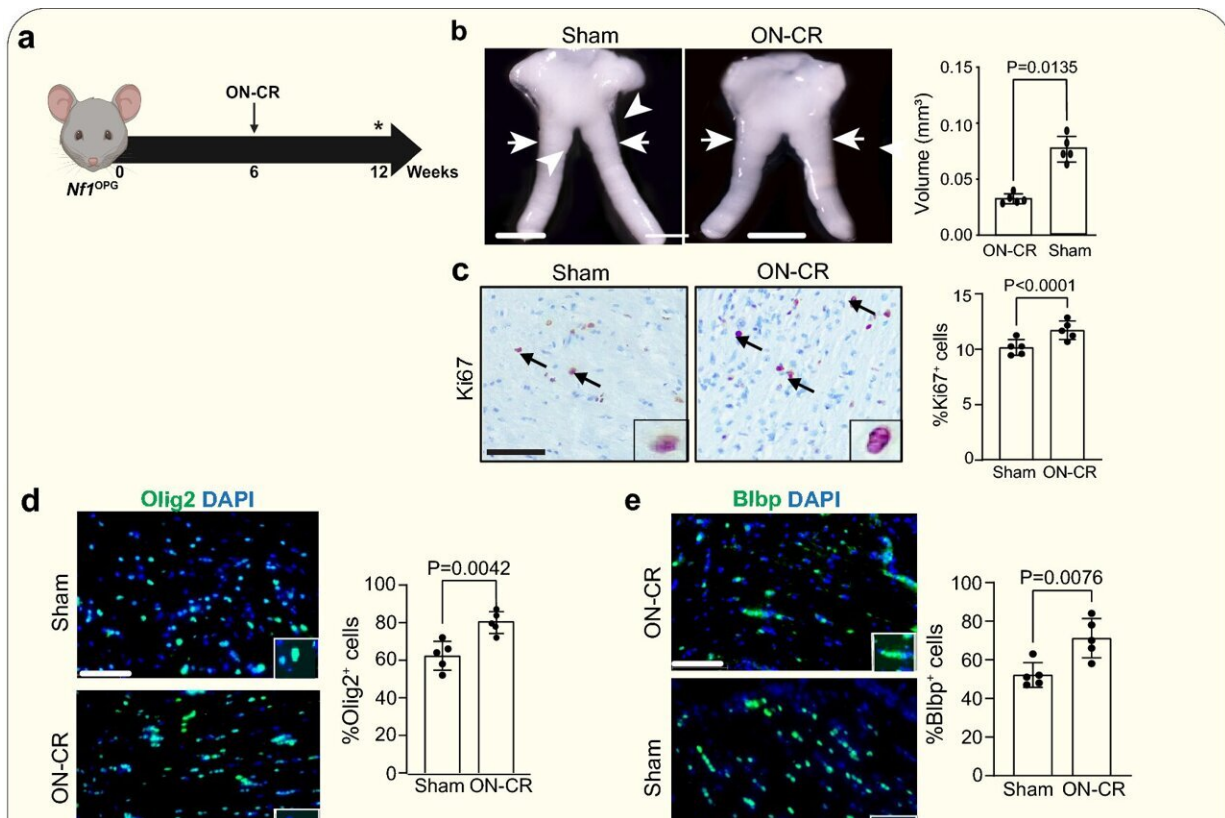 a
ON-CR
*
0
6
12
Weeks
Nf1ᴼᴾᴳ
b
Sham
ON-CR
P=0.0135
0.15
0.10
0.05
0.00
Volume (mm³)
ON-CR
Sham
c
Sham
ON-CR
Ki67
P<0.0001
15
10
5
0
%Ki67⁺ cells
Sham
ON-CR
d
Olig2 DAPI
Sham
ON-CR
P=0.0042
100
80
60
40
20
0
%Olig2⁺ cells
Sham ON-CR
e
Blbp DAPI
ON-CR
Sham
P=0.0076
100
80
60
40
20
0
%Blbp⁺ cells
Sham ON-CR